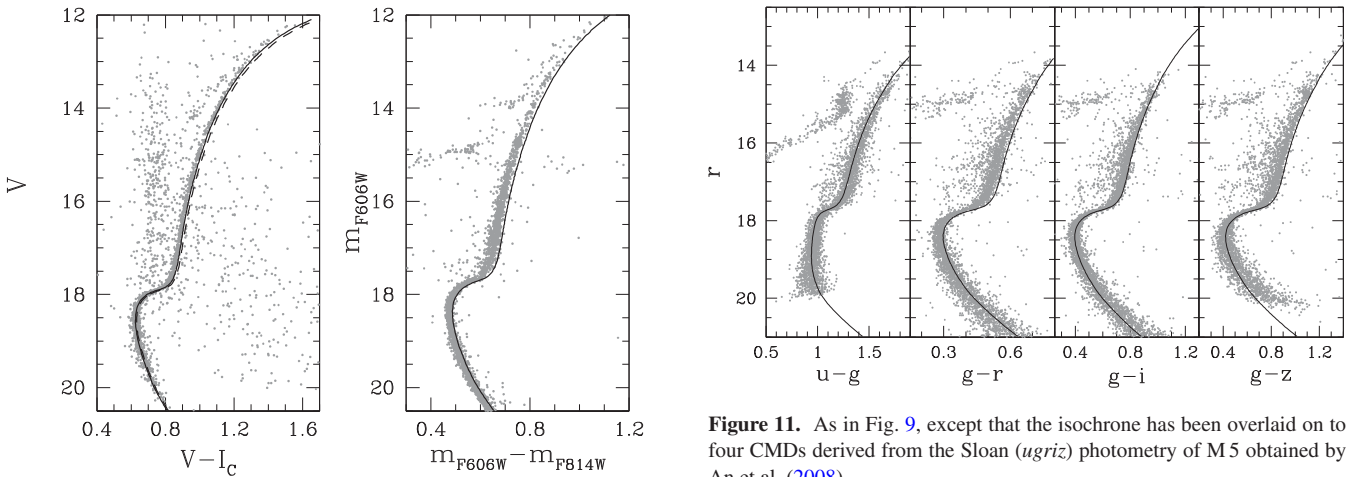 12
14
16
18
20
V
0.4 0.8 1.2 1.6
V−I_C
12
14
16
18
20
m_F606W
0.4 0.8 1.2
m_F606W−m_F814W
14
16
18
20
r
0.5 1 1.5
u−g
0.3 0.6
g−r
0.4 0.8 1.2
g−i
0.4 0.8 1.2
g−z
Figure 11. As in Fig. 9, except that the isochrone has been overlaid on to
four CMDs derived from the Sloan (ugriz) photometry of M 5 obtained by
An et al. (2008).